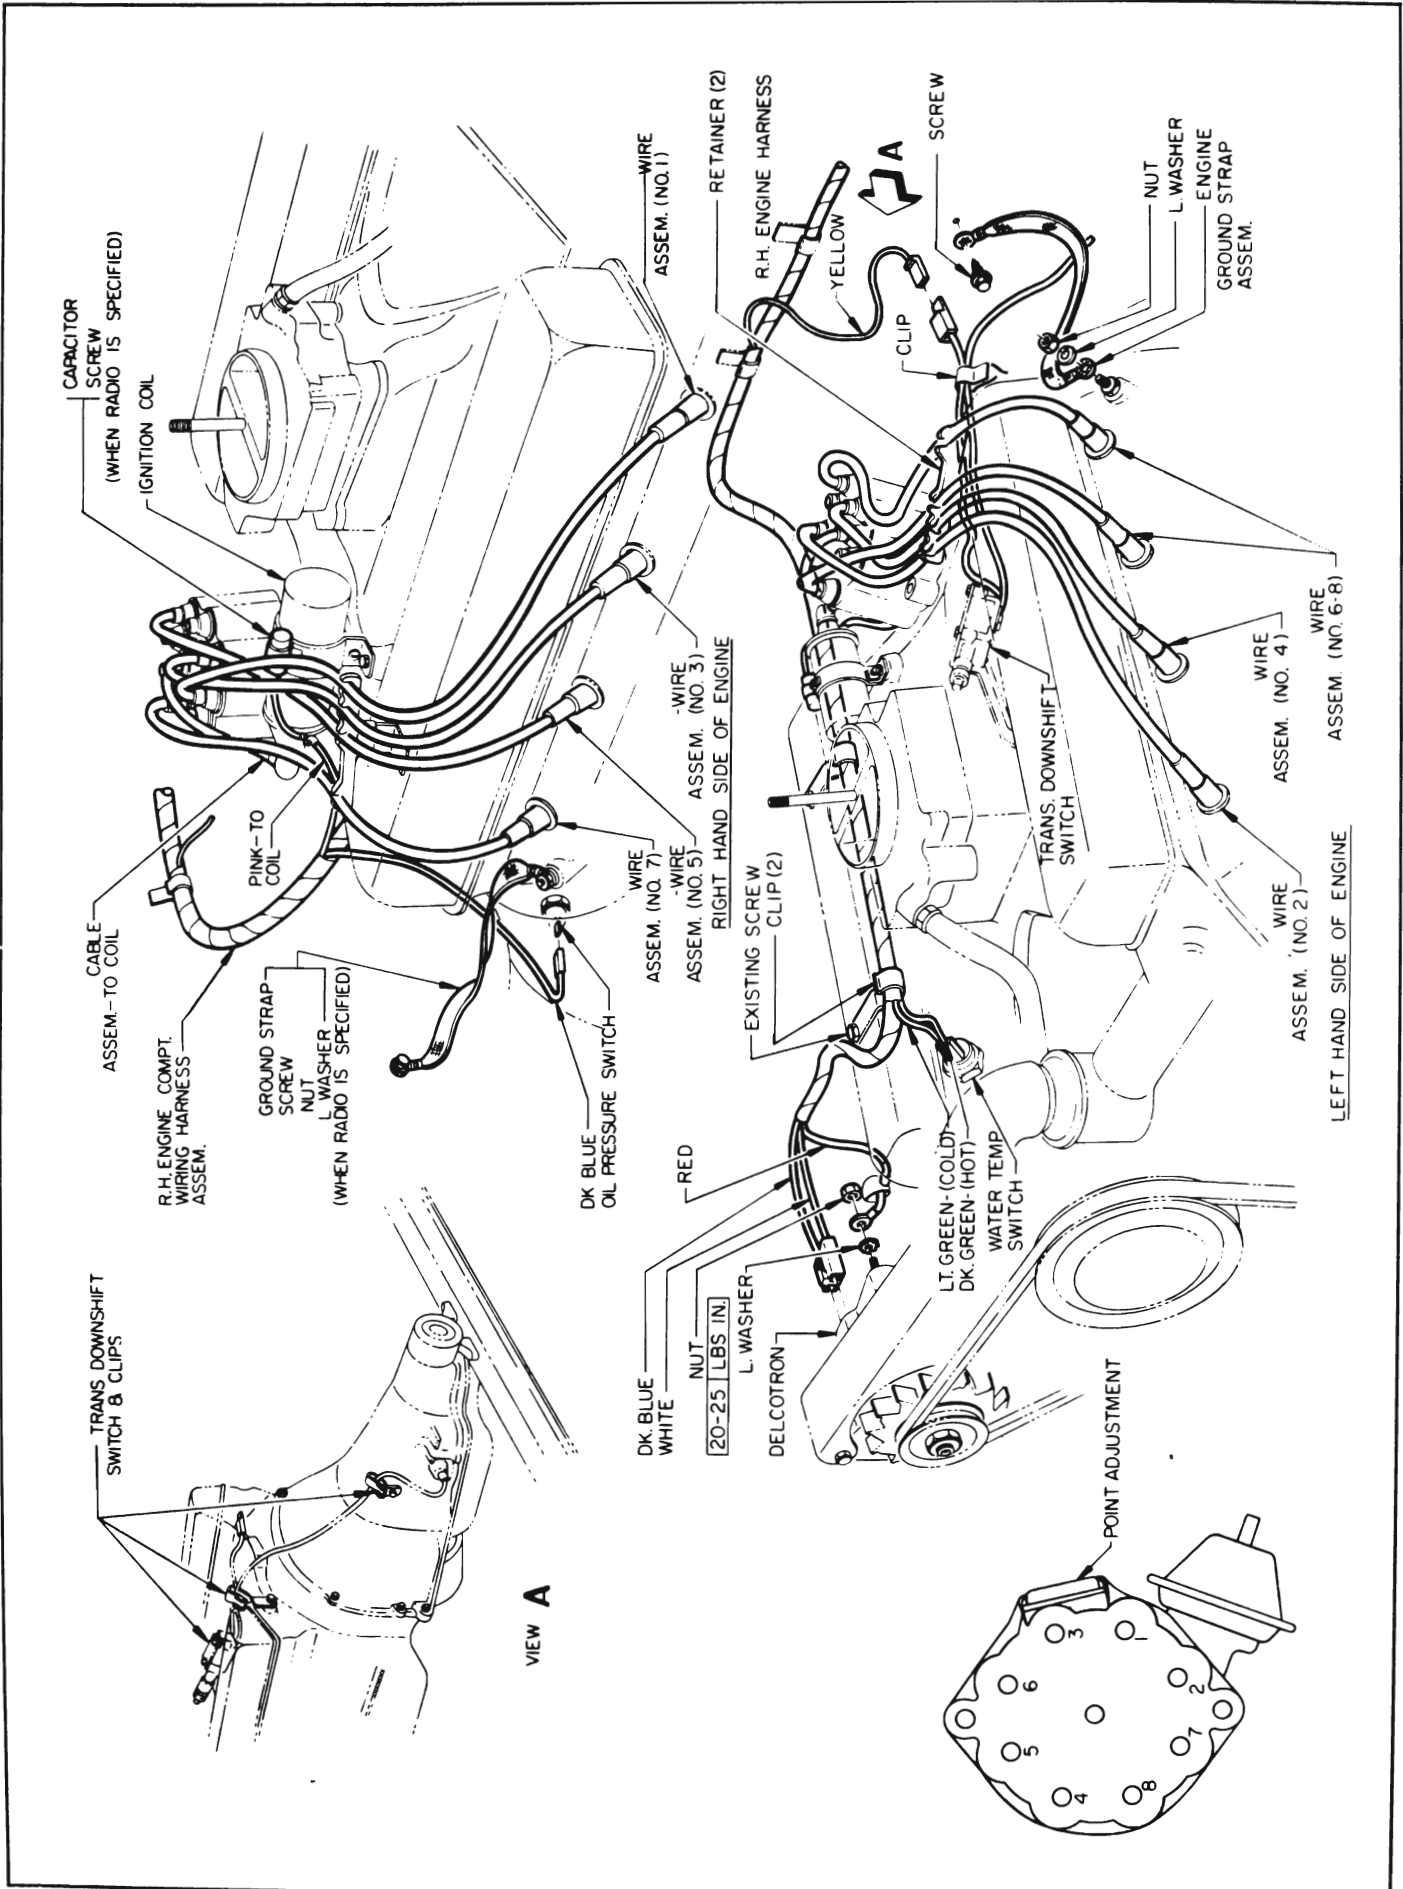 CAPACITOR
SCREW
(WHEN RADIO IS SPECIFIED)
IGNITION COIL
WIRE
ASSEM. (NO. 1)
CABLE
ASSEM.-TO COIL
PINK-TO
COIL
R.H. ENGINE COMPT.
WIRING HARNESS
ASSEM.
GROUND STRAP
SCREW
NUT
L WASHER
(WHEN RADIO IS SPECIFIED)
DK BLUE
OIL PRESSURE SWITCH
WIRE
ASSEM. (NO. 7)
-WIRE
ASSEM. (NO. 5)
-WIRE
ASSEM. (NO. 3)
RIGHT HAND SIDE OF ENGINE
TRANS DOWNSHIFT
SWITCH & CLIPS
VIEW A
RETAINER (2)
R.H. ENGINE HARNESS
YELLOW
A
SCREW
CLIP
NUT
L. WASHER
ENGINE
GROUND STRAP
ASSEM.
EXISTING SCREW
CLIP (2)
TRANS. DOWNSHIFT
SWITCH
WIRE
ASSEM. (NO. 6-8)
WIRE
ASSEM. (NO. 4)
WIRE
ASSEM. (NO. 2)
LEFT HAND SIDE OF ENGINE
RED
DK. BLUE
WHITE
NUT
20-25 LBS IN.
L. WASHER
DELCOTRON
LT. GREEN-(COLD)
DK. GREEN-(HOT)
WATER TEMP
SWITCH
POINT ADJUSTMENT
3
1
6
2
5
7
4
8